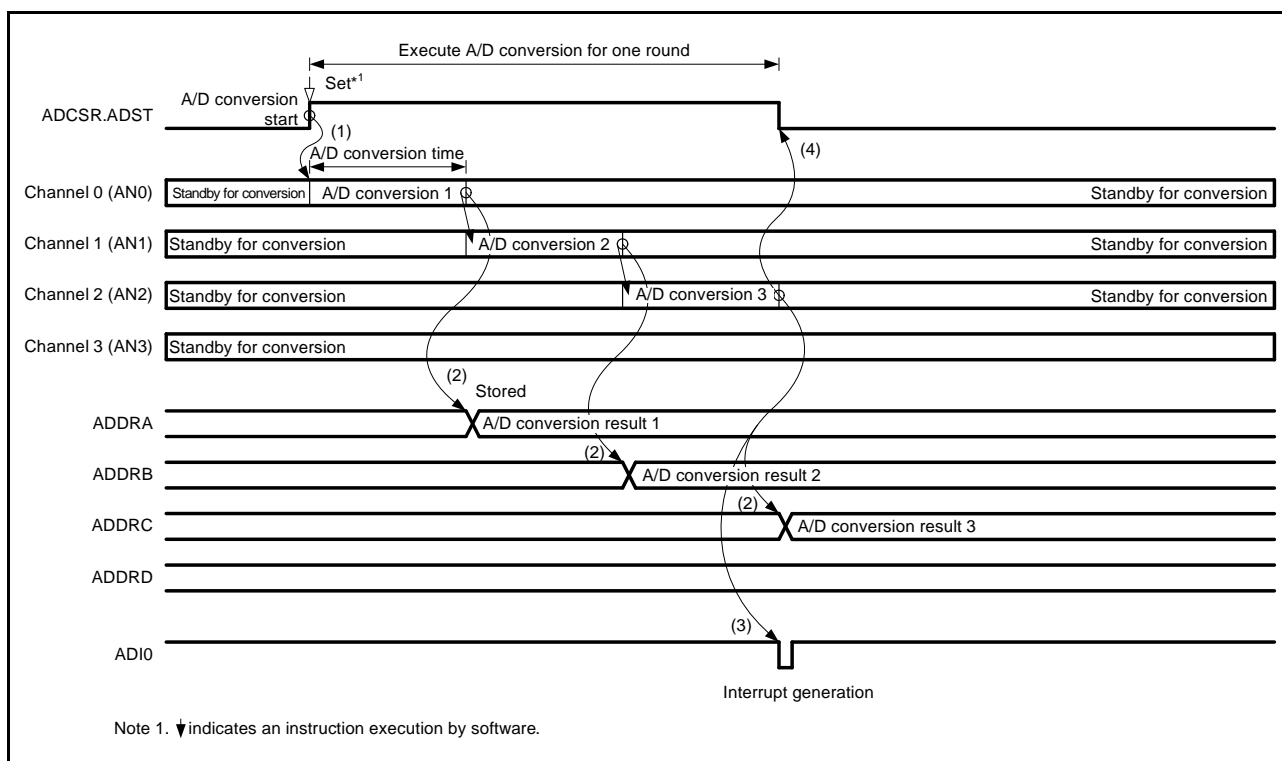 Execute A/D conversion for one round
Set*1
A/D conversion
start
ADCSR.ADST
(1)
(4)
A/D conversion time
Channel 0 (AN0)
Standby for conversion
A/D conversion 1
Standby for conversion
Channel 1 (AN1)
Standby for conversion
A/D conversion 2
Standby for conversion
Channel 2 (AN2)
Standby for conversion
A/D conversion 3
Standby for conversion
Channel 3 (AN3)
Standby for conversion
(2)
Stored
ADDRA
A/D conversion result 1
(2)
ADDRB
A/D conversion result 2
(2)
ADDRC
A/D conversion result 3
ADDRD
(3)
ADI0
Interrupt generation
Note 1. indicates an instruction execution by software.